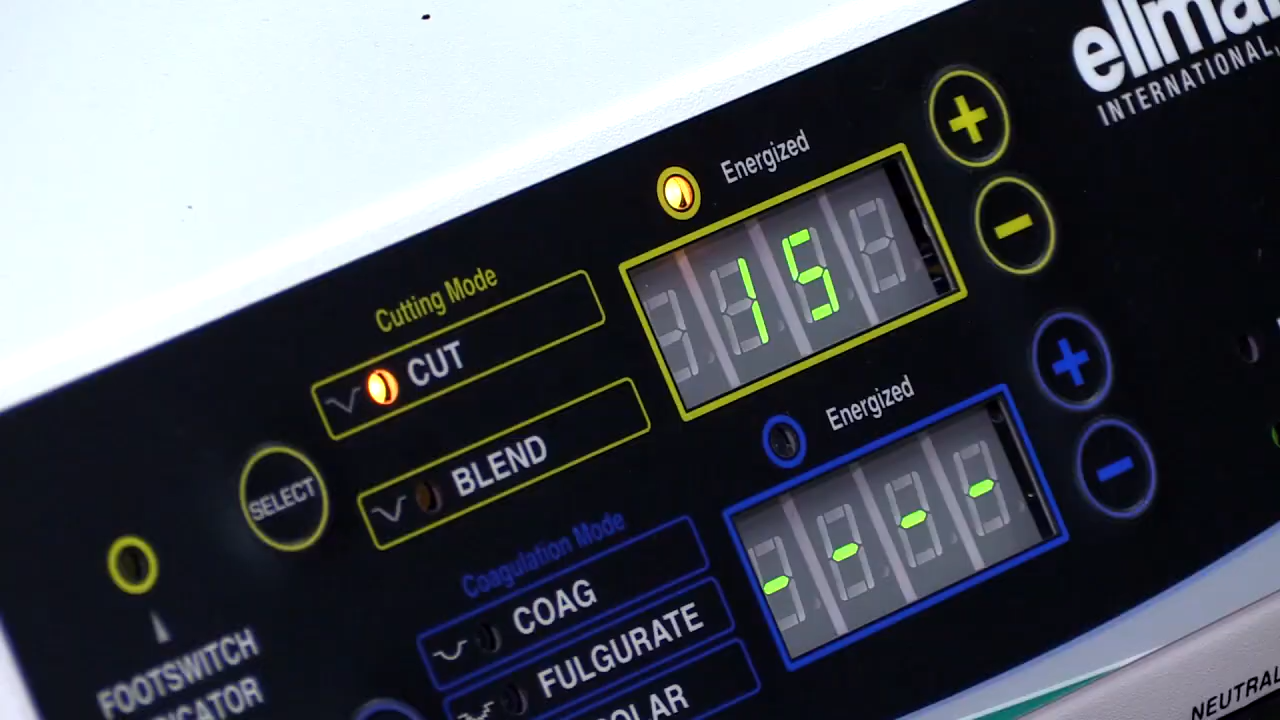 ellman
INTERNATIONAL,
Energized
15
Cutting Mode
CUT
BLEND
SELECT
Energized
----
Coagulation Mode
COAG
FULGURATE
FOOTSWITCH
NEUTRAL